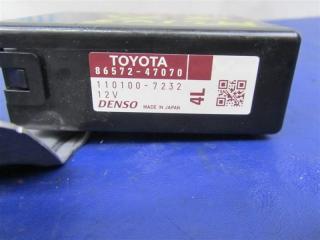 TOYOTA
86572-47070
110100-7232
12V
DENSO MADE IN JAPAN
4L